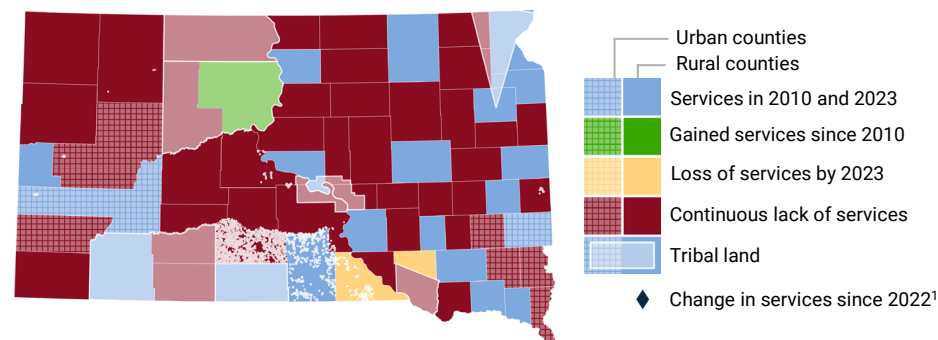 Urban counties
Rural counties
Services in 2010 and 2023
Gained services since 2010
Loss of services by 2023
Continuous lack of services
Tribal land
Change in services since 2022¹